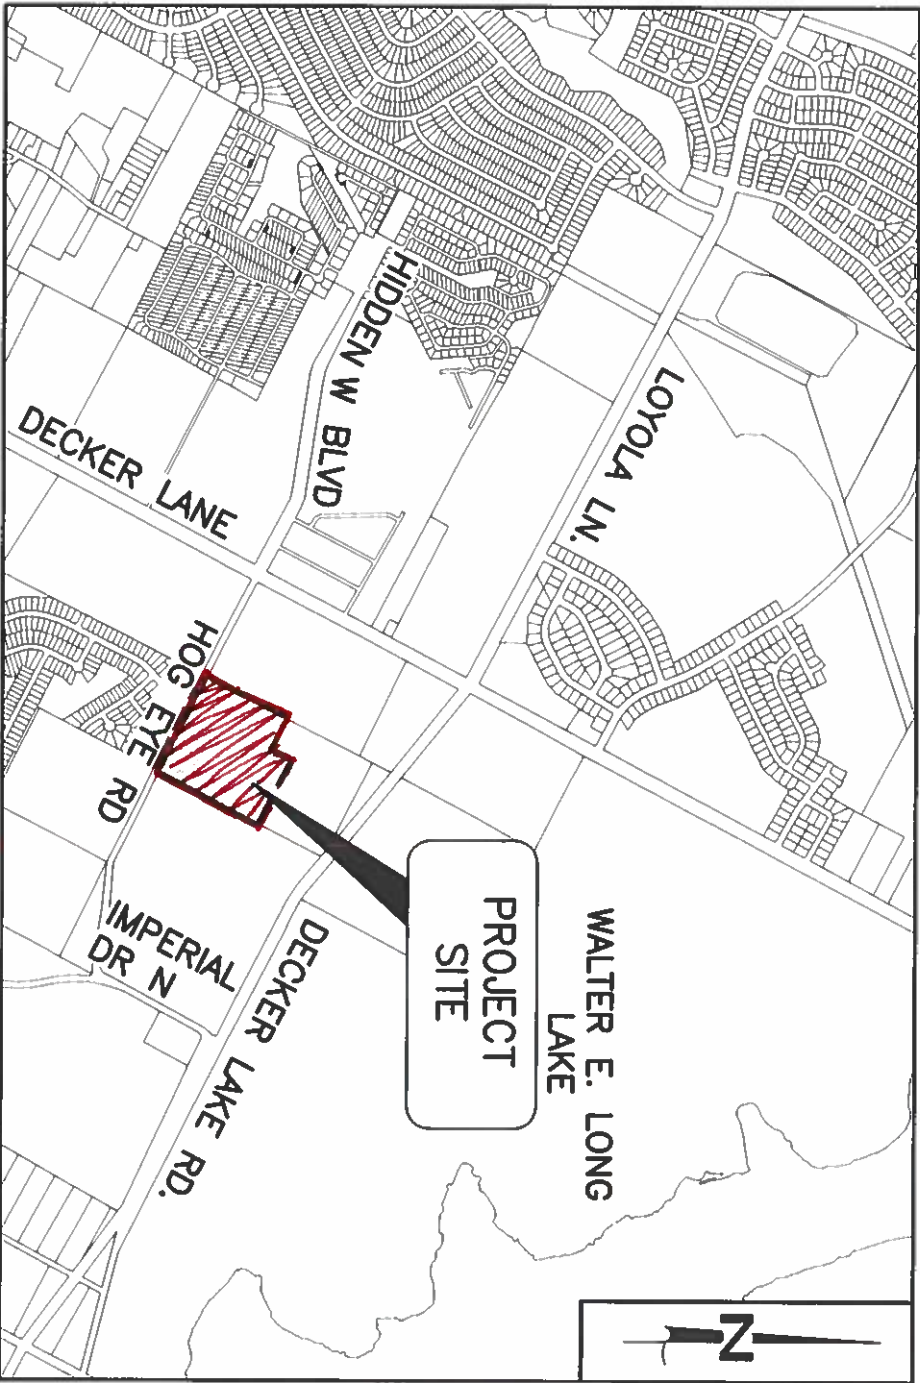 LOYOLA LN.
HIDDEN W BLVD
DECKER LANE
HOG EYE RD
IMPERIAL
DR N
DECKER LAKE RD.
PROJECT
SITE
WALTER E. LONG
LAKE
N